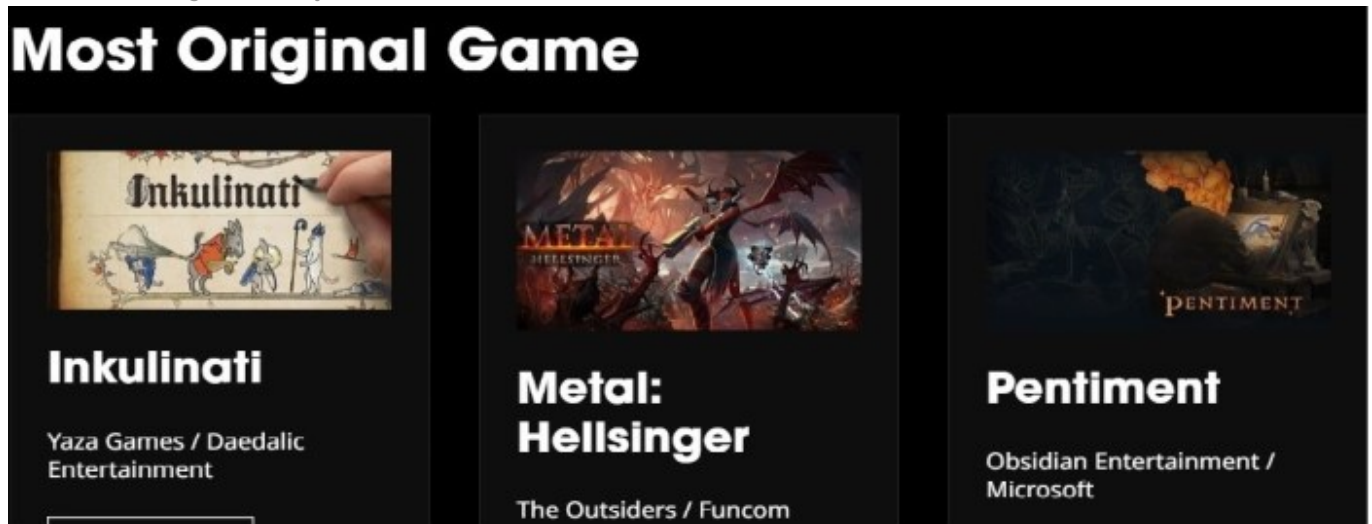 Most Original Game
Inkulinati
METAL
HELLSINGER
PENTIMENT
Inkulinati
Yaza Games / Daedalic
Entertainment
Metal:
Hellsinger
The Outsiders / Funcom
Pentiment
Obsidian Entertainment /
Microsoft